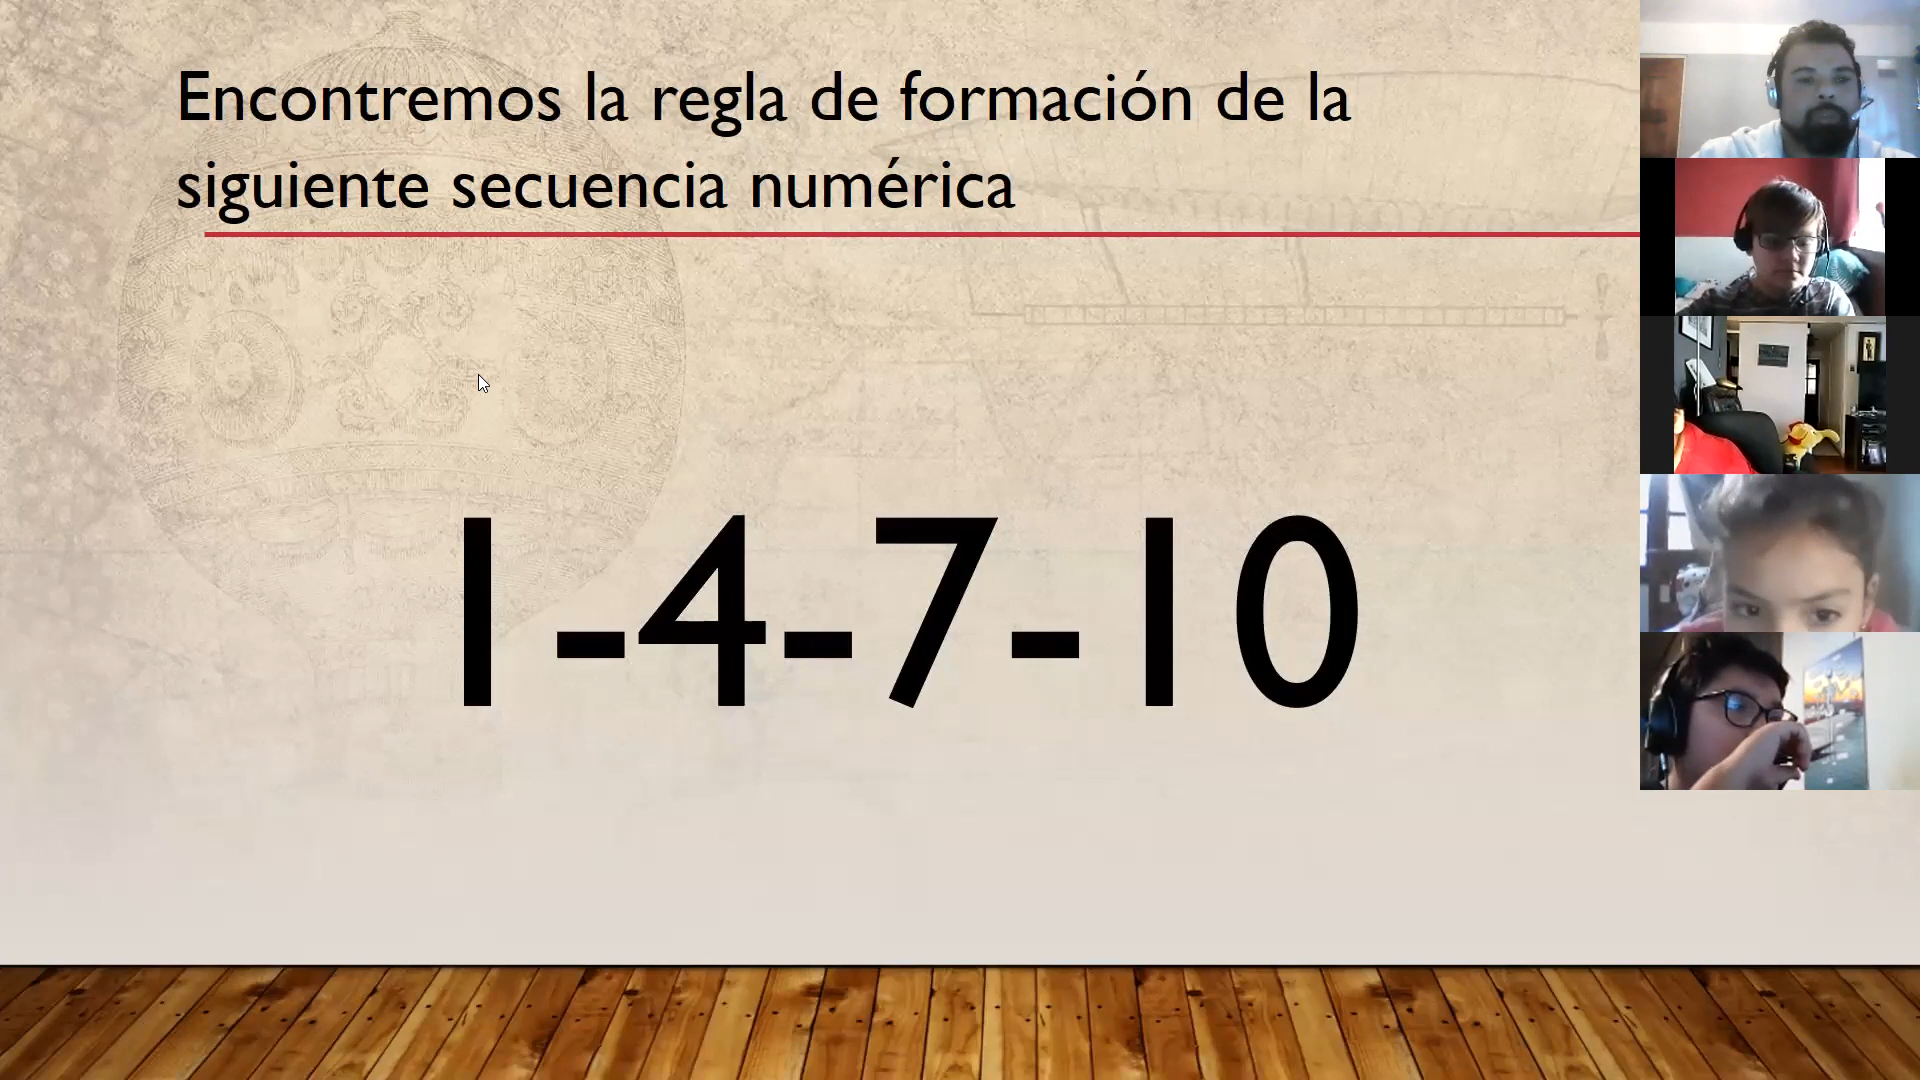 Encontremos la regla de formación de la
siguiente secuencia numérica
1-4-7-10